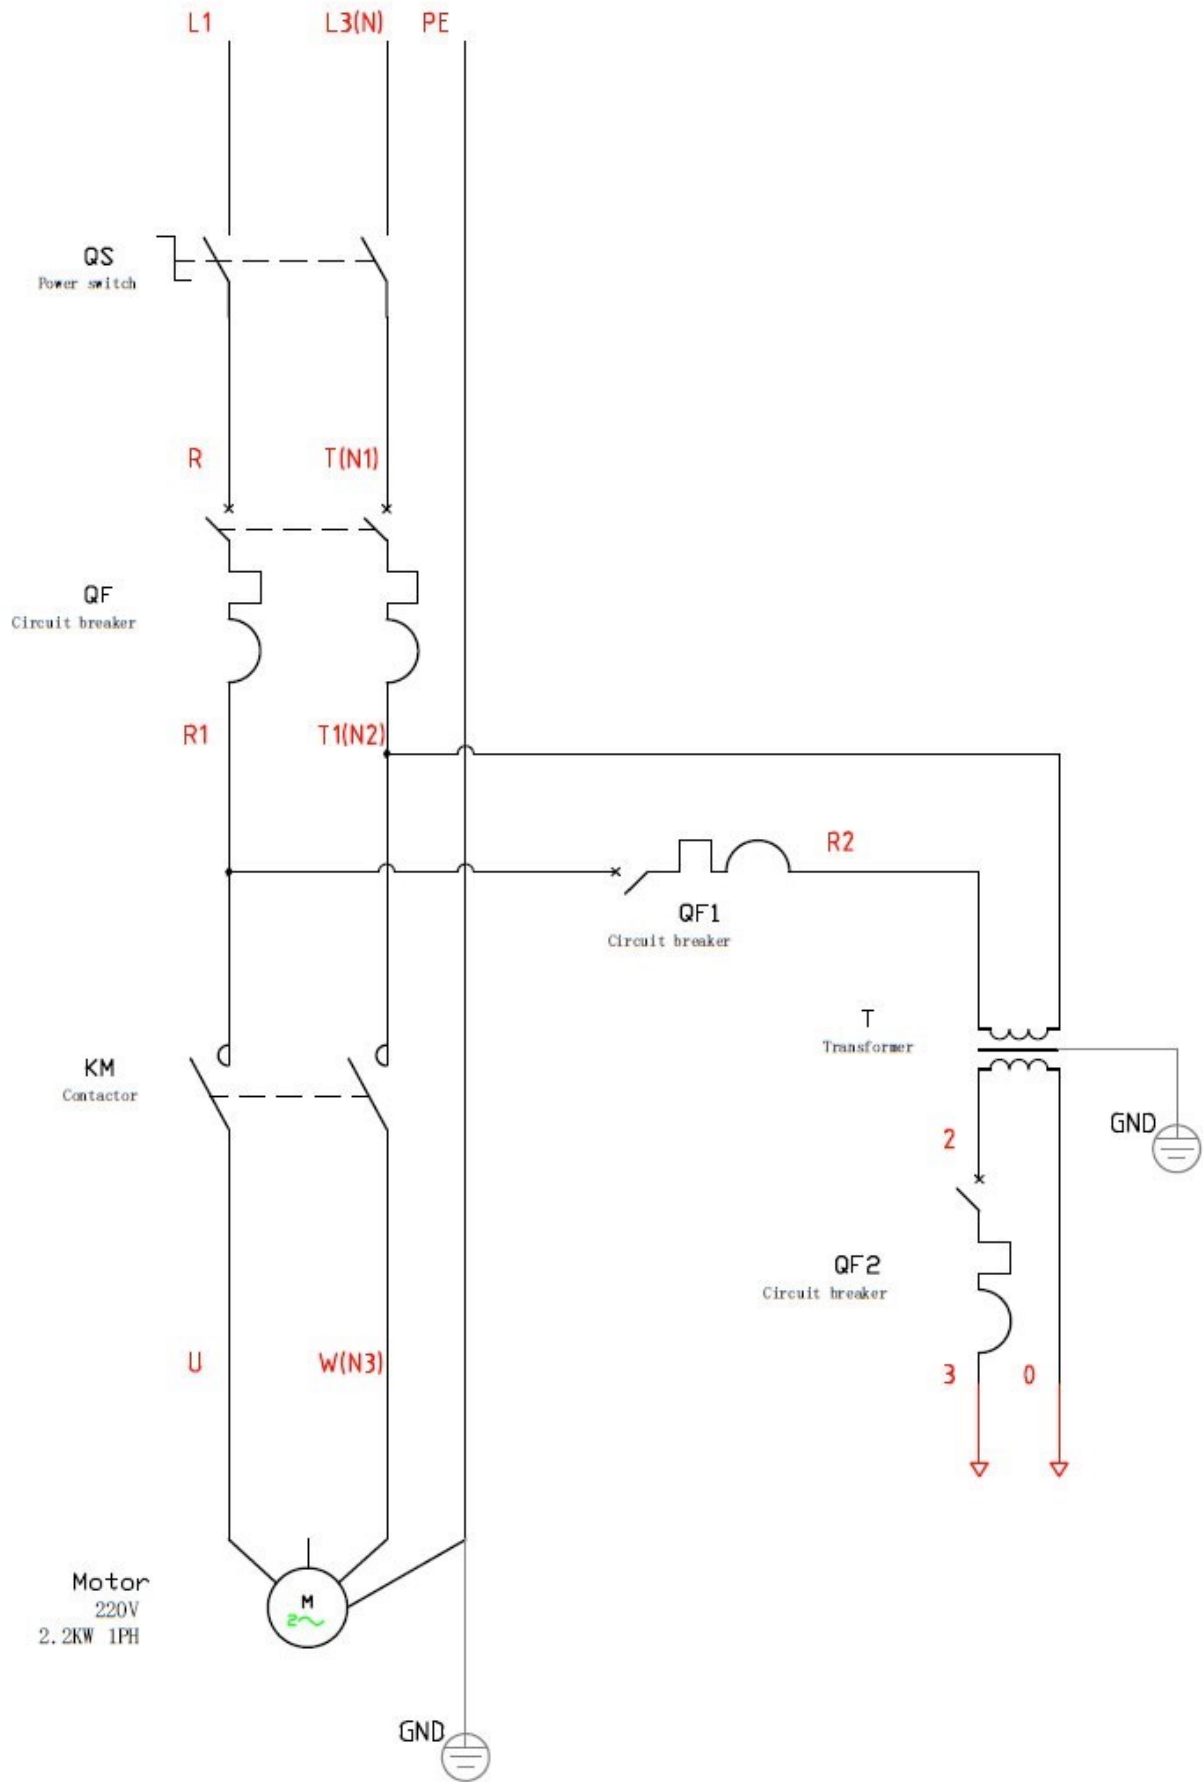 L1 L3(N) PE
QS
Power switch
R T(N1)
QF
Circuit breaker
R1 T1(N2)
R2
QF1
Circuit breaker
T
Transformer
KM
Contactor
GND
2
QF2
Circuit breaker
U W(N3)
3 0
Motor
220V
2.2KW 1PH
M
2~
GND